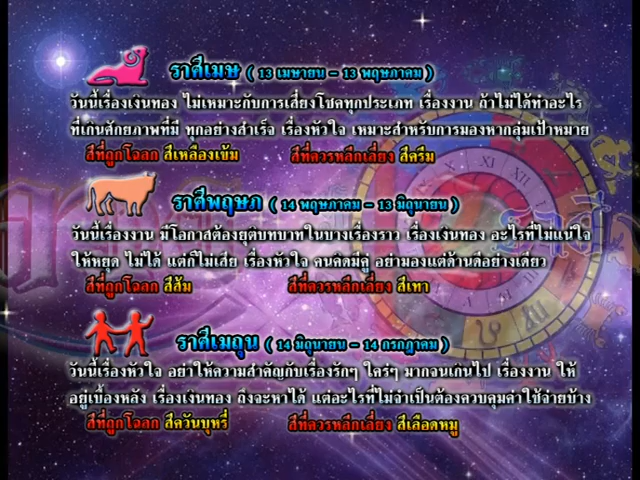 ราศีเมษ ( 13 เมษายน - 13 พฤษภาคม )
วันนี้เรื่องเงินทอง ไม่เหมาะกับการเสี่ยงโชคทุกประเภท เรื่องงาน ถ้าไม่ได้ทำอะไร
ที่เกินศักยภาพที่มี ทุกอย่างสำเร็จ เรื่องหัวใจ เหมาะสำหรับการมองหากลุ่มเป้าหมาย
สีที่ถูกโฉลก สีเหลืองเข้ม สีที่ควรหลีกเลี่ยง สีครีม
ราศีพฤษภ ( 14 พฤษภาคม - 13 มิถุนายน )
วันนี้เรื่องงาน มีโอกาสต้องยุติบทบาทในบางเรื่องราว เรื่องเงินทอง อะไรที่ไม่แน่ใจ
ให้หยุด ไม่ได้ แต่ก็ไม่เสีย เรื่องหัวใจ คนคิดมีคู่ อย่ามองแต่ด้านดีอย่างเดียว
สีที่ถูกโฉลก สีส้ม สีที่ควรหลีกเลี่ยง สีเทา
ราศีเมถุน ( 14 มิถุนายน - 14 กรกฎาคม )
วันนี้เรื่องหัวใจ อย่าให้ความสำคัญกับเรื่องรักๆ ใคร่ๆ มากจนเกินไป เรื่องงาน ให้
อยู่เบื้องหลัง เรื่องเงินทอง ถึงจะหาได้ แต่อะไรที่ไม่จำเป็นต้องควบคุมค่าใช้จ่ายบ้าง
สีที่ถูกโฉลก สีควันบุหรี่ สีที่ควรหลีกเลี่ยง สีเลือดหมู